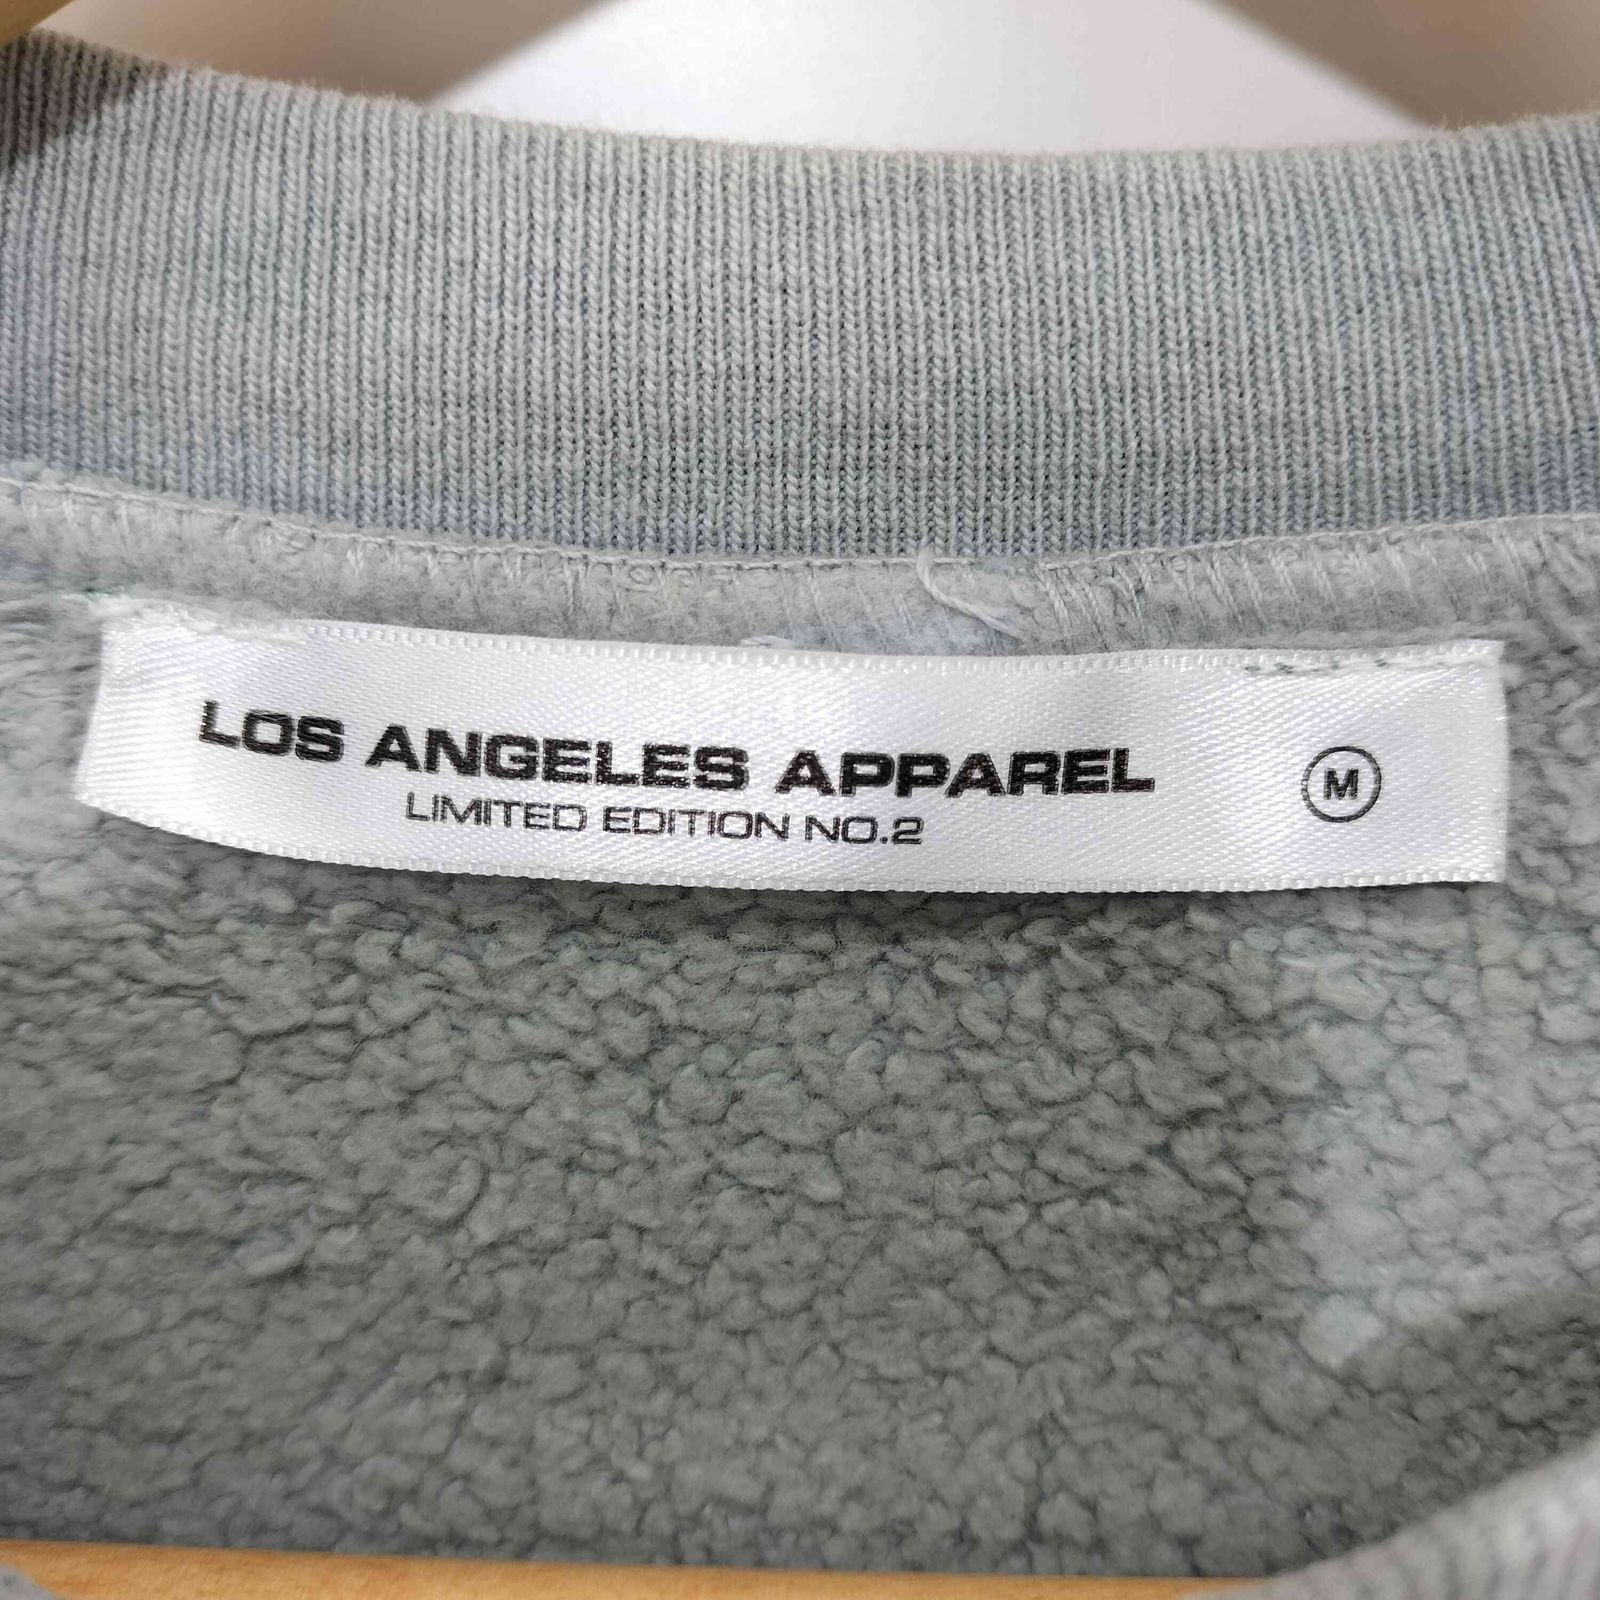 LOS ANGELES APPAREL
LIMITED EDITION NO.2
M